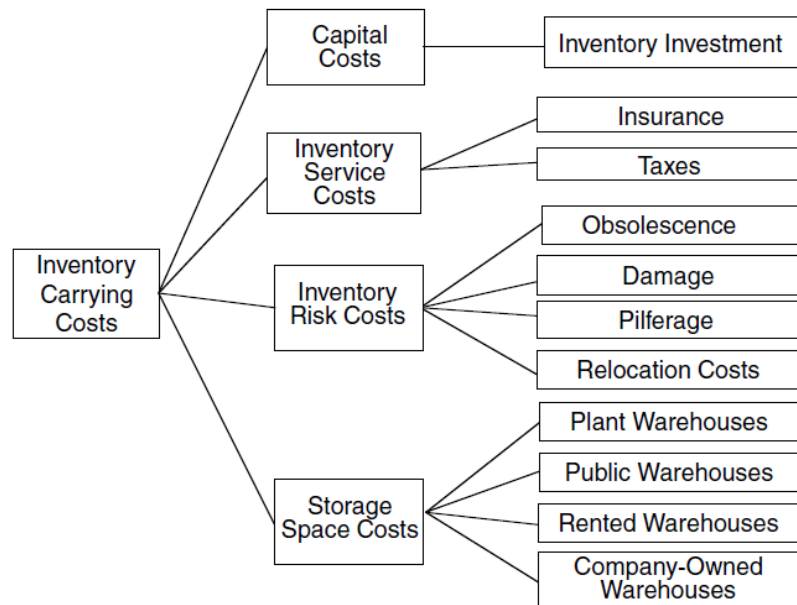 Capital
Costs
Inventory Investment
Inventory
Service
Costs
Insurance
Taxes
Inventory
Carrying
Costs
Inventory
Risk Costs
Obsolescence
Damage
Pilferage
Relocation Costs
Storage
Space Costs
Plant Warehouses
Public Warehouses
Rented Warehouses
Company-Owned
Warehouses